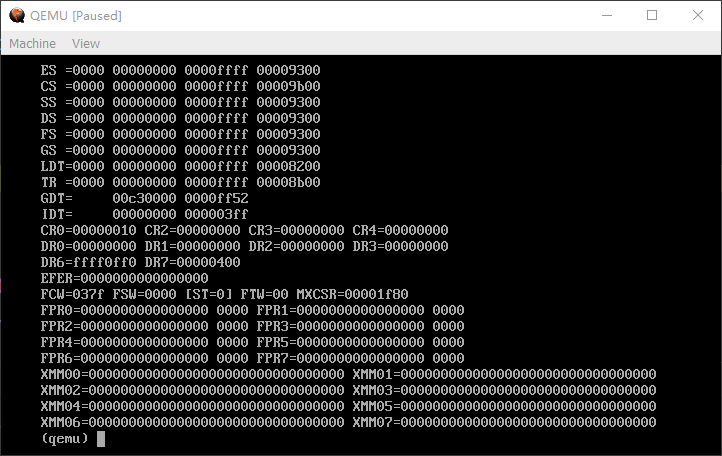 QEMU [Paused]
Machine View
ES =0000 00000000 0000ffff 00009300
CS =0000 00000000 0000ffff 00009b00
SS =0000 00000000 0000ffff 00009300
DS =0000 00000000 0000ffff 00009300
FS =0000 00000000 0000ffff 00009300
GS =0000 00000000 0000ffff 00009300
LDT=0000 00000000 0000ffff 00008200
TR =0000 00000000 0000ffff 00008b00
GDT=     00c30000 0000ff52
IDT=     00000000 000003ff
CR0=00000010 CR2=00000000 CR3=00000000 CR4=00000000
DR0=00000000 DR1=00000000 DR2=00000000 DR3=00000000
DR6=ffff0ff0 DR7=00000400
EFER=0000000000000000
FCW=037f FSW=0000 [ST=0] FTW=00 MXCSR=00001f80
FPR0=0000000000000000 0000 FPR1=0000000000000000 0000
FPR2=0000000000000000 0000 FPR3=0000000000000000 0000
FPR4=0000000000000000 0000 FPR5=0000000000000000 0000
FPR6=0000000000000000 0000 FPR7=0000000000000000 0000
XMM00=00000000000000000000000000000000 XMM01=00000000000000000000000000000000
XMM02=00000000000000000000000000000000 XMM03=00000000000000000000000000000000
XMM04=00000000000000000000000000000000 XMM05=00000000000000000000000000000000
XMM06=00000000000000000000000000000000 XMM07=00000000000000000000000000000000
(qemu)